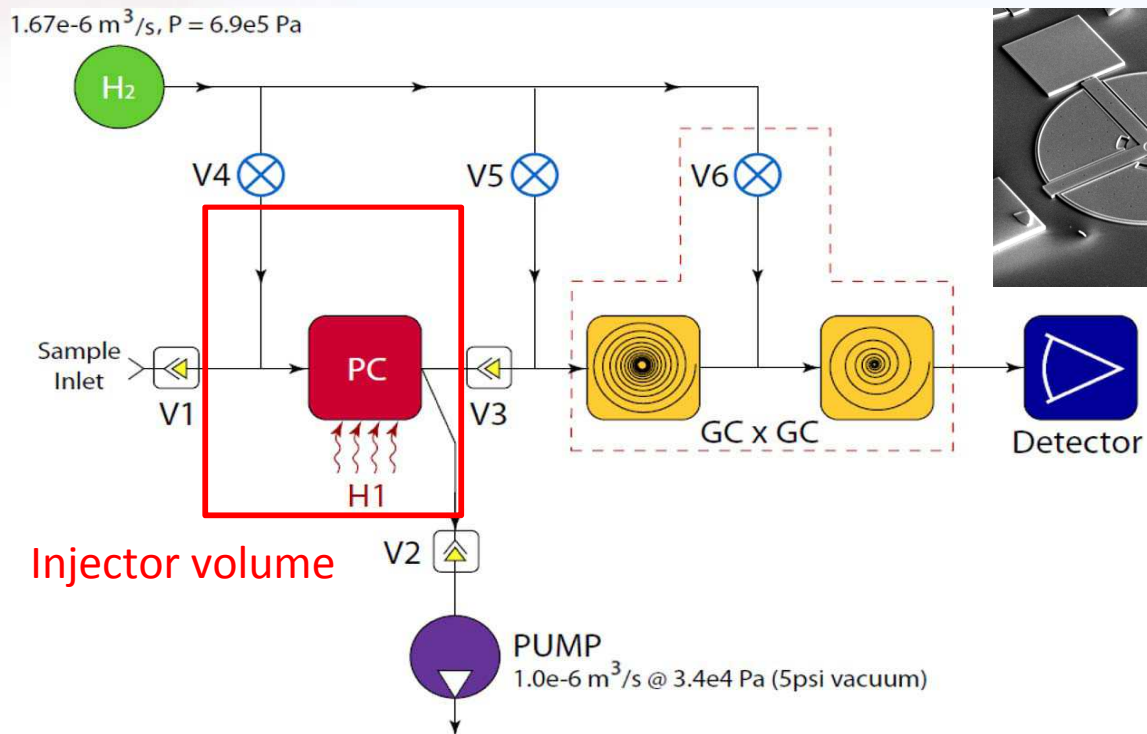 1.67e-6 m³/s, P = 6.9e5 Pa
H₂
V4
V5
V6
Sample
Inlet
V1
PC
V3
GC x GC
Detector
H1
V2
Injector volume
PUMP
1.0e-6 m³/s @ 3.4e4 Pa (5psi vacuum)